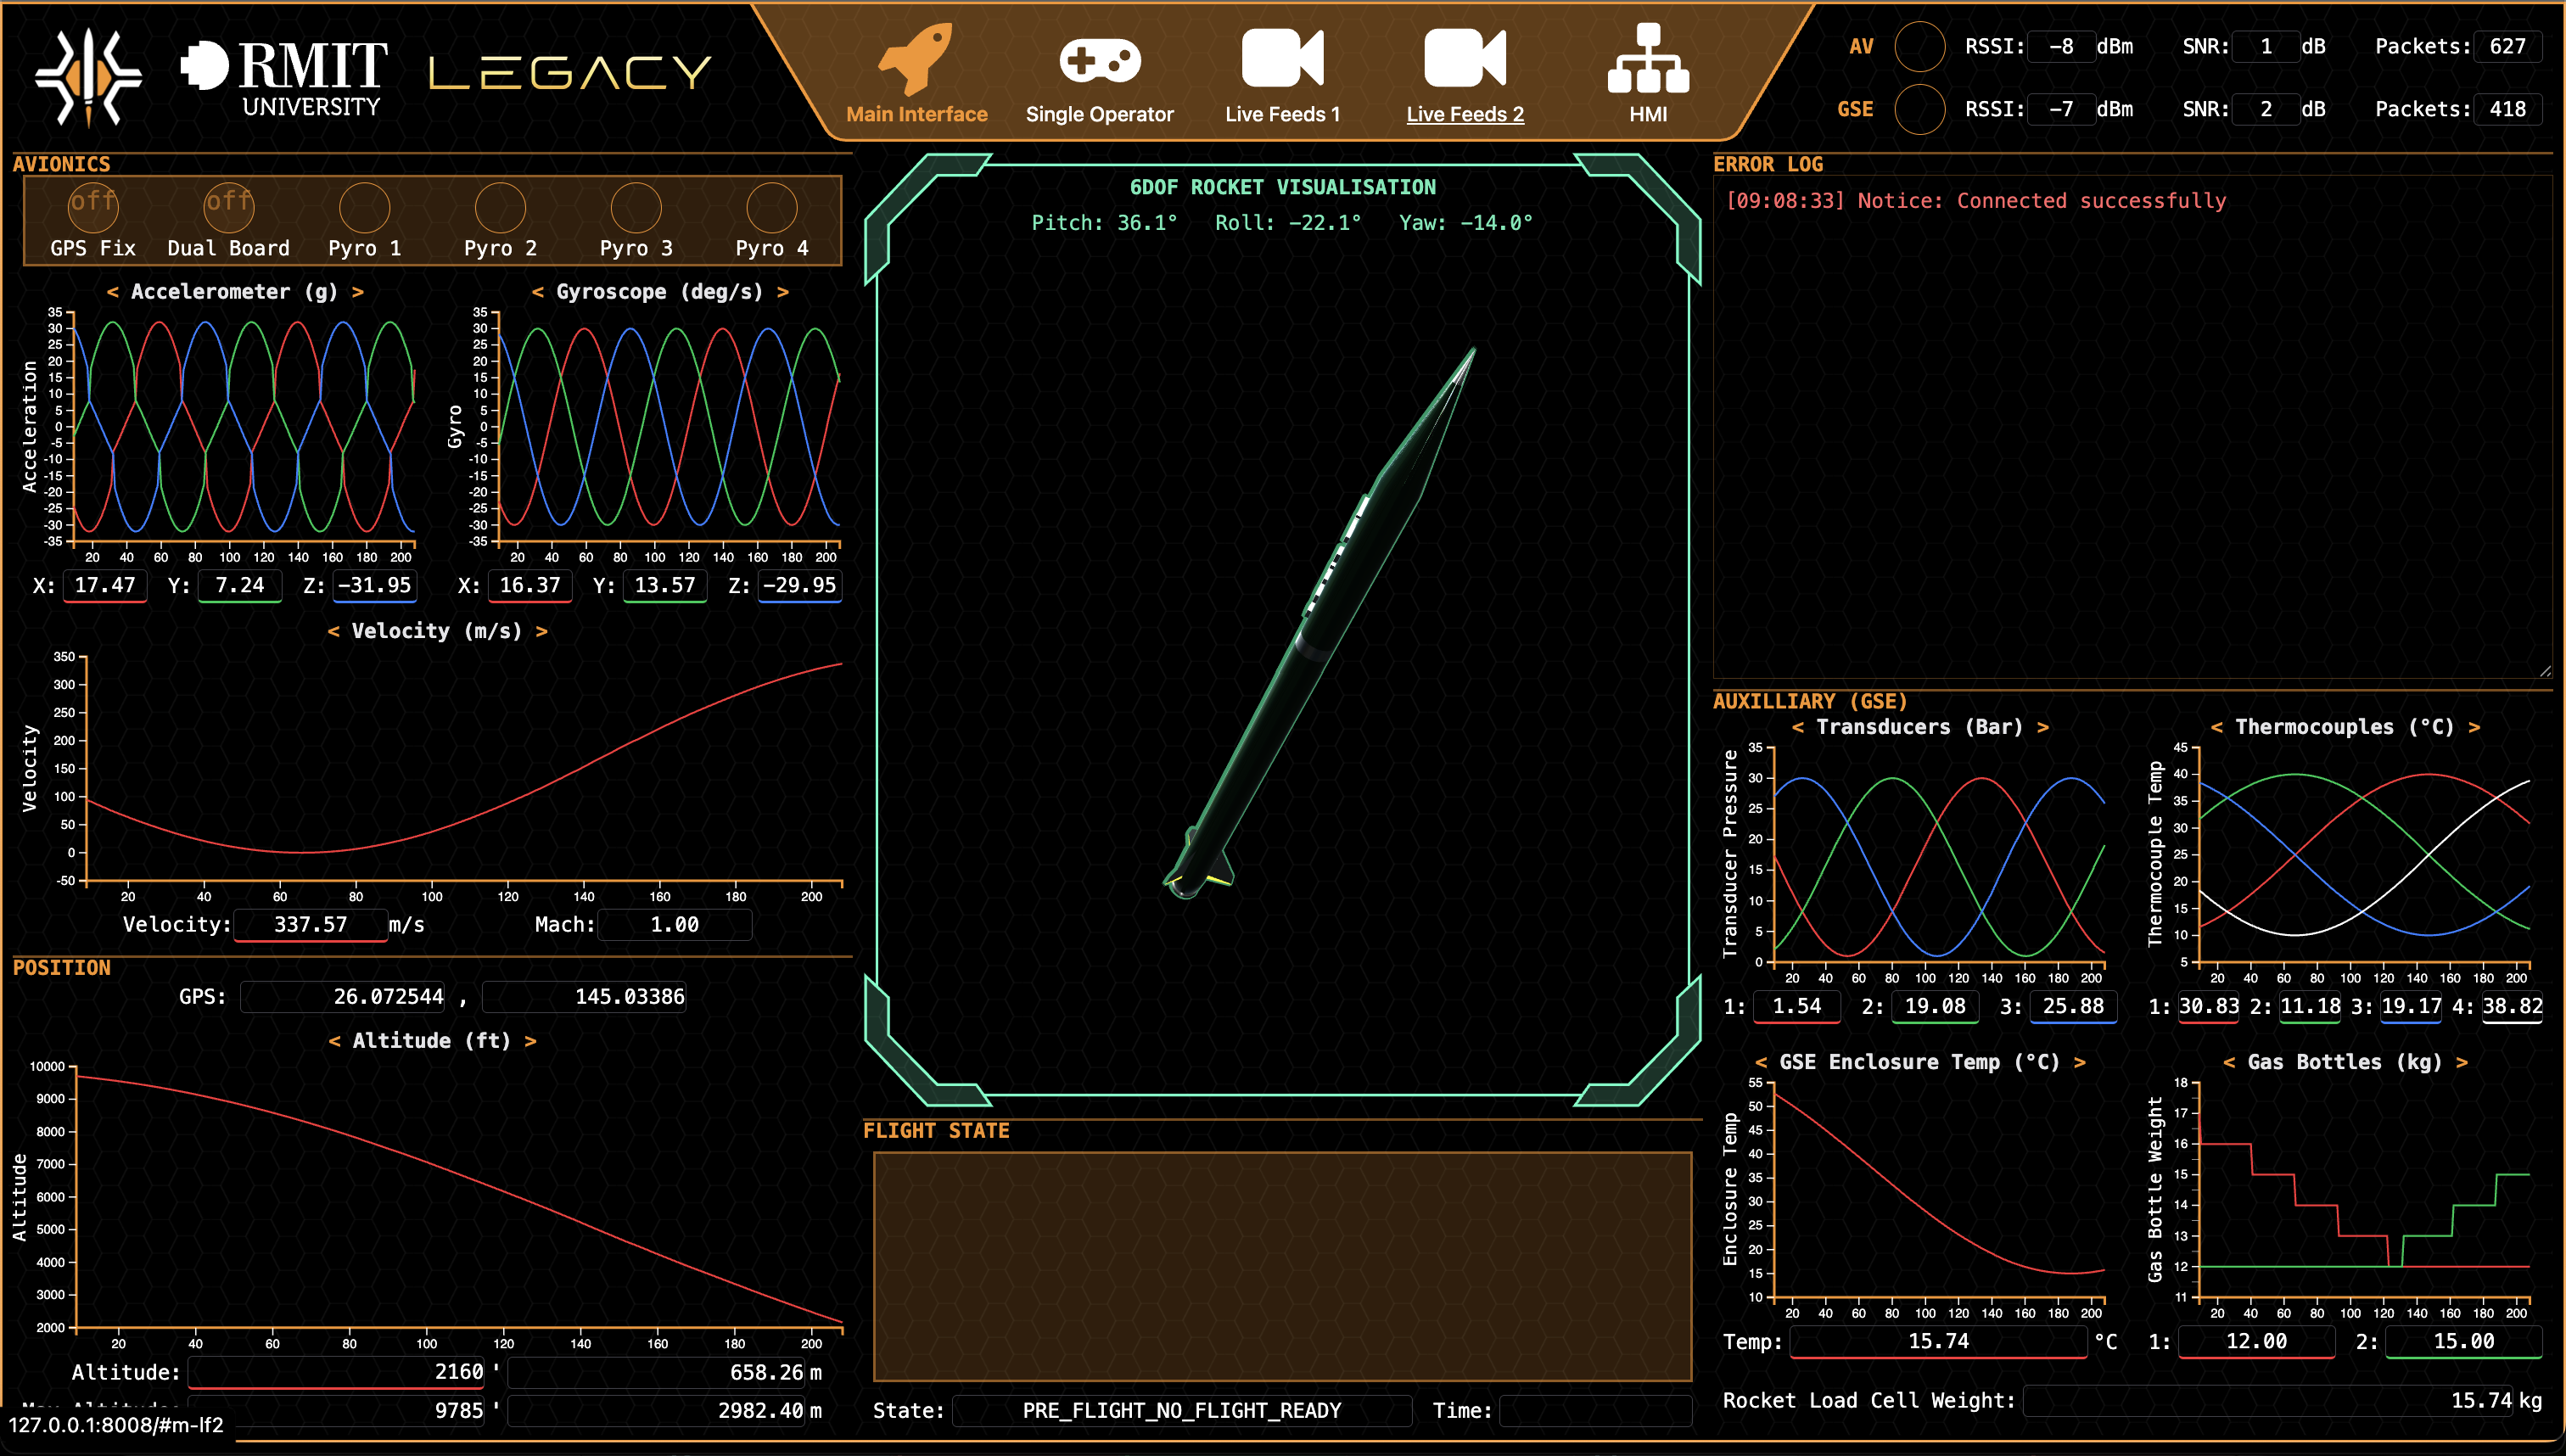 RMIT
UNIVERSITY
LEGACY
Main Interface
Single Operator
Live Feeds 1
Live Feeds 2
HMI
AV RSSI: −8 dBm SNR: 1 dB Packets: 627
GSE RSSI: −7 dBm SNR: 2 dB Packets: 418
AVIONICS
off off
GPS Fix Dual Board Pyro 1 Pyro 2 Pyro 3 Pyro 4
< Accelerometer (g) >
Acceleration
35
30
25
20
15
10
5
0
-5
-10
-15
-20
-25
-30
-35
20 40 60 80 100 120 140 160 180 200
X: 17.47 Y: 7.24 Z: −31.95
< Gyroscope (deg/s) >
Gyro
35
30
25
20
15
10
5
0
-5
-10
-15
-20
-25
-30
-35
20 40 60 80 100 120 140 160 180 200
X: 16.37 Y: 13.57 Z: −29.95
< Velocity (m/s) >
Velocity
350
300
250
200
150
100
50
0
-50
20 40 60 80 100 120 140 160 180 200
Velocity: 337.57 m/s Mach: 1.00
POSITION
GPS: 26.072544 , 145.03386
< Altitude (ft) >
Altitude
10000
9000
8000
7000
6000
5000
4000
3000
2000
20 40 60 80 100 120 140 160 180 200
Altitude: 2160 ' 658.26 m
9785 ' 2982.40 m
127.0.0.1:8008/#m-lf2
6DOF ROCKET VISUALISATION
Pitch: 36.1° Roll: −22.1° Yaw: −14.0°
FLIGHT STATE
State: PRE_FLIGHT_NO_FLIGHT_READY Time:
ERROR LOG
[09:08:33] Notice: Connected successfully
AUXILLIARY (GSE)
< Transducers (Bar) >
Transducer Pressure
35
30
25
20
15
10
5
0
20 40 60 80 100 120 140 160 180 200
1: 1.54 2: 19.08 3: 25.88
< Thermocouples (°C) >
Thermocouple Temp
45
40
35
30
25
20
15
10
5
20 40 60 80 100 120 140 160 180 200
1: 30.83 2: 11.18 3: 19.17 4: 38.82
< GSE Enclosure Temp (°C) >
Enclosure Temp
55
50
45
40
35
30
25
20
15
10
20 40 60 80 100 120 140 160 180 200
Temp: 15.74 °C
< Gas Bottles (kg) >
Gas Bottle Weight
18
17
16
15
14
13
12
11
20 40 60 80 100 120 140 160 180 200
1: 12.00 2: 15.00
Rocket Load Cell Weight: 15.74 kg